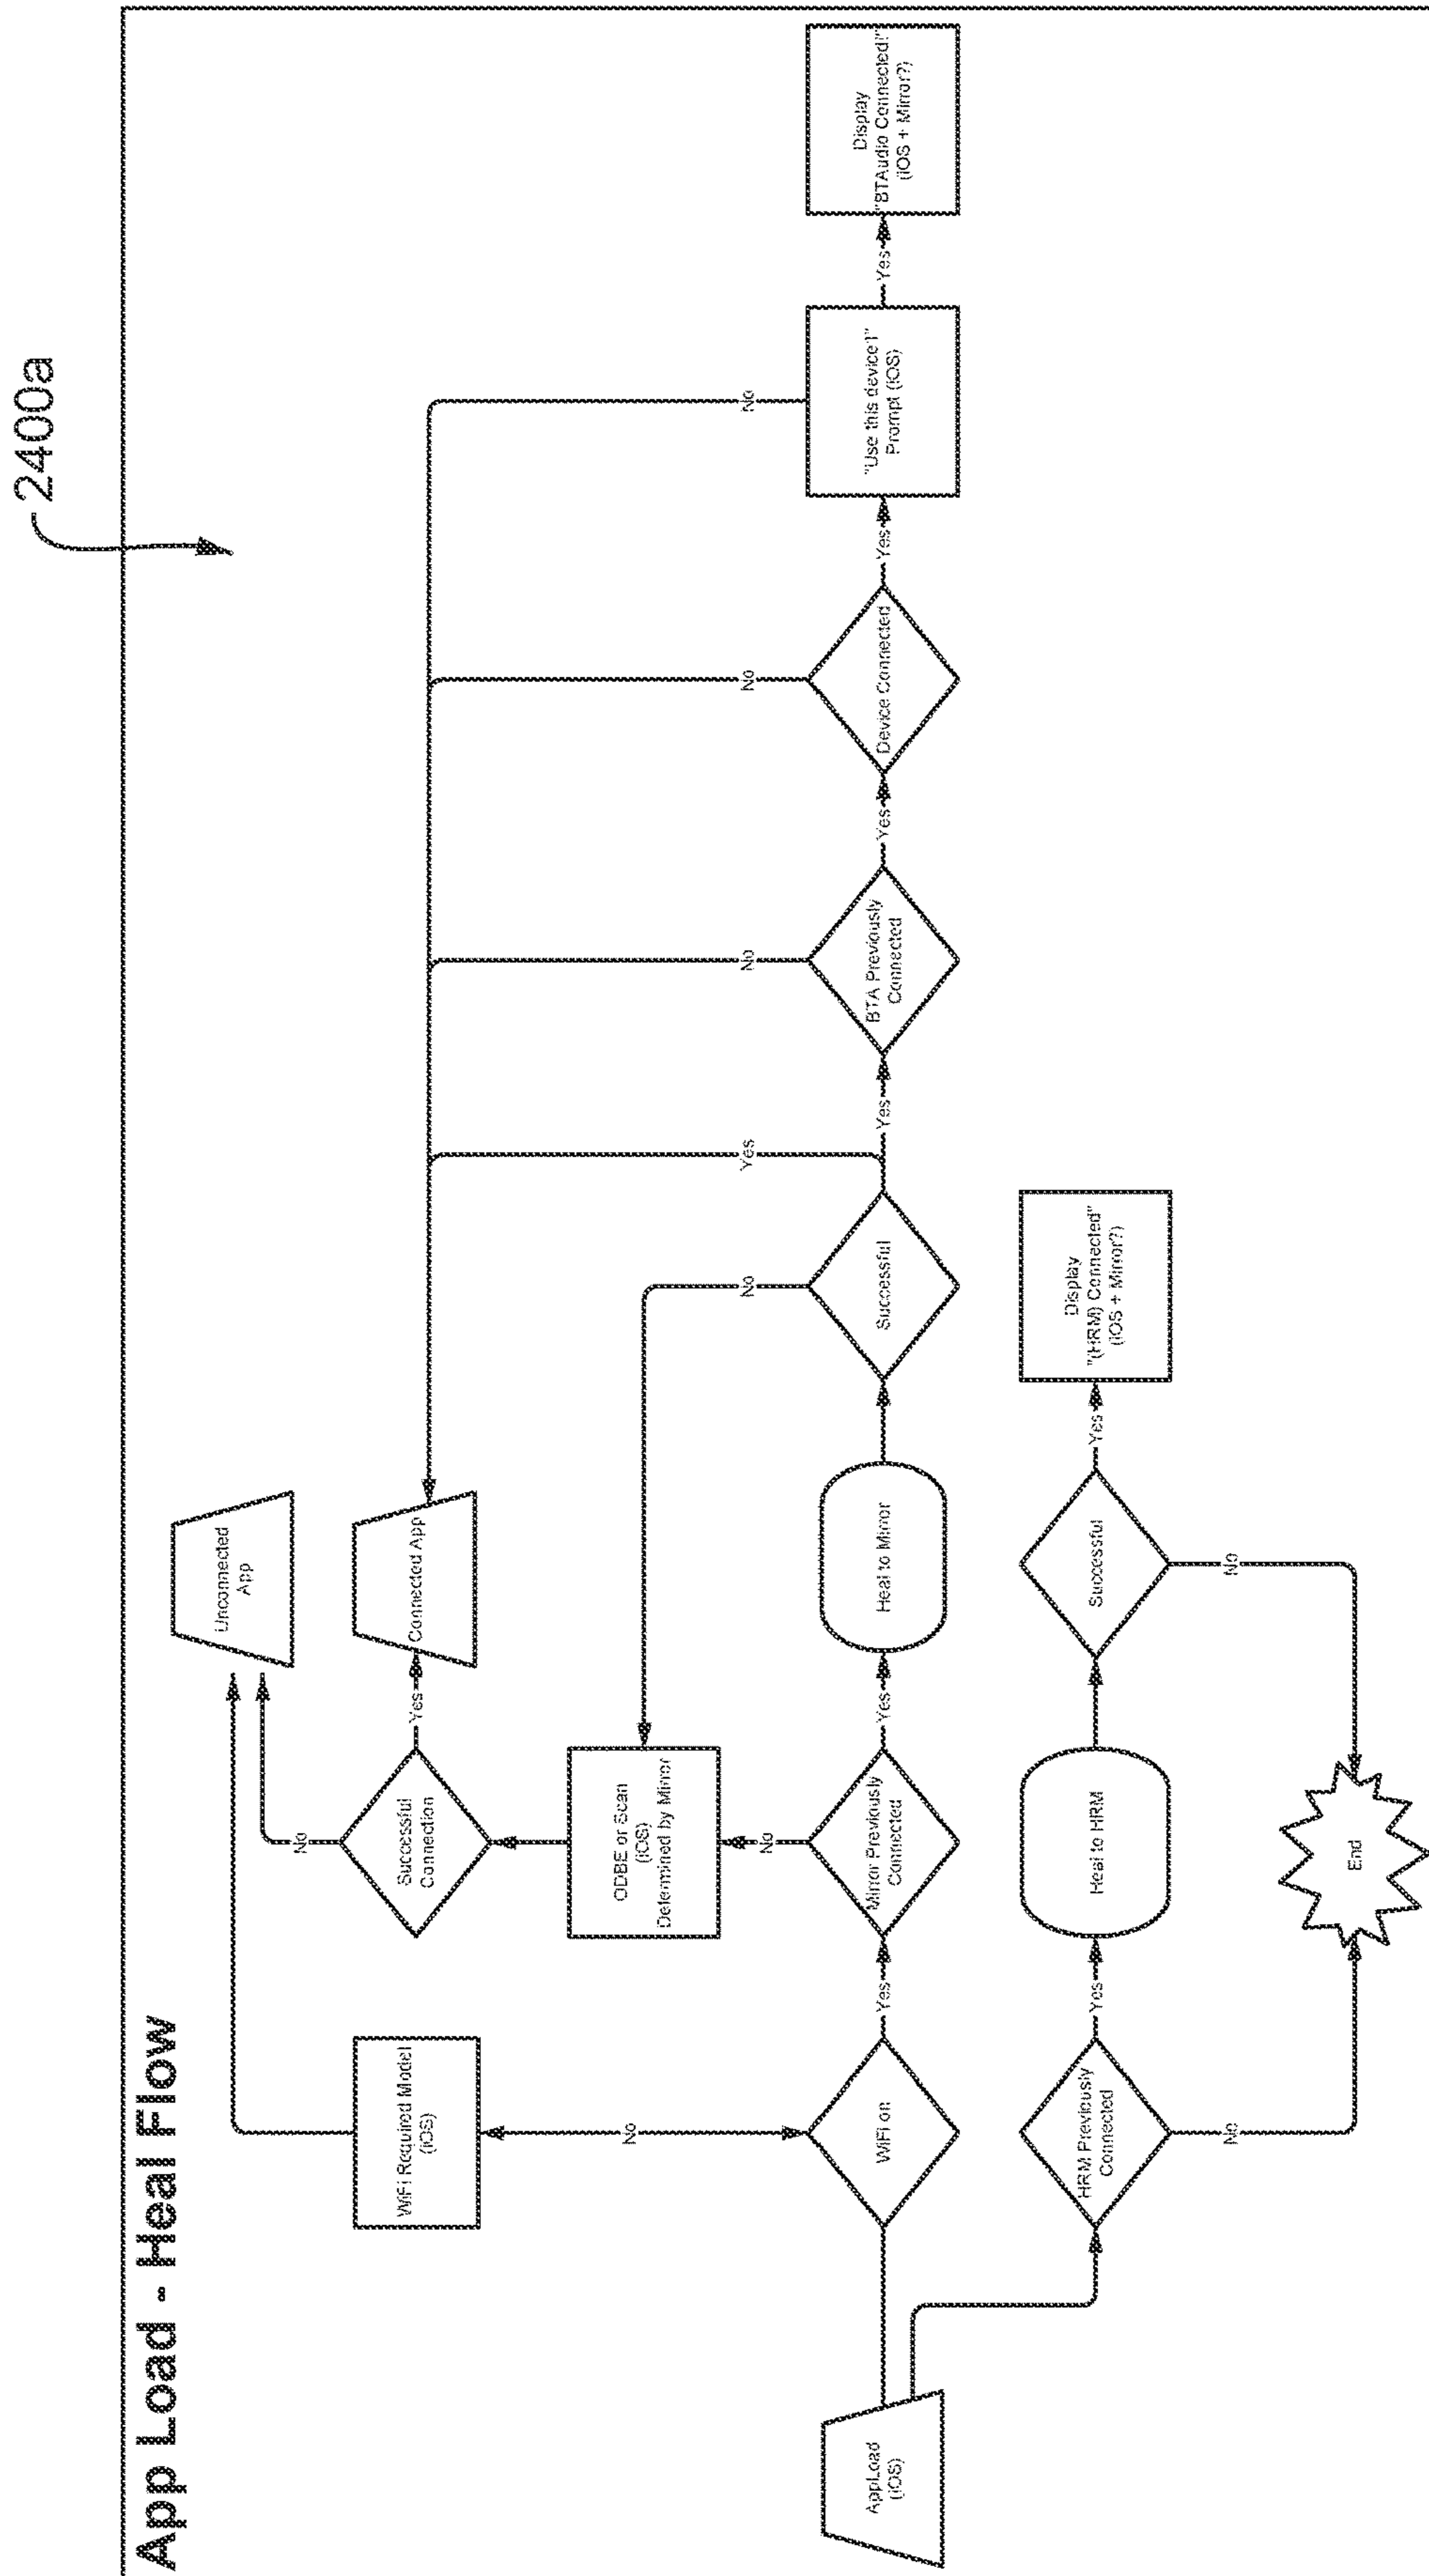 2400a
App Load - Heal Flow
Unconnected
App
WiFi Required Model
(iOS)
No
Successful
Connection
Yes
Connected App
No
ODBE or Scan
(iOS)
Determined by Mirror
No
No
Yes
No
No
No
AppLoad
(iOS)
WiFi on
Yes
Mirror Previously
Connected
Yes
Heal to Mirror
Successful
Yes
BTA Previously
Connected
Yes
Device Connected
Yes
"Use this device1"
Prompt (iOS)
Yes
Display
"BTAudio Connected!"
(iOS + Mirror?)
HRM Previously
Connected
Yes
Heal to HRM
Successful
Yes
Display
"(HRM) Connected"
(iOS + Mirror?)
No
No
End